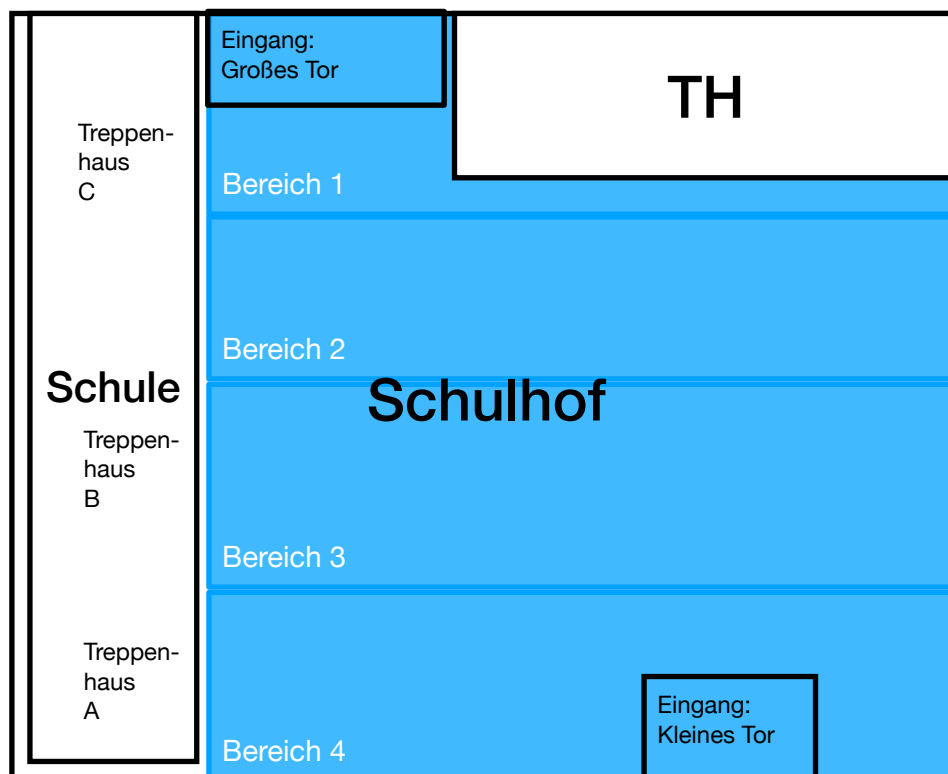 Eingang:
Großes Tor
TH
Treppen-
haus
C
Bereich 1
Bereich 2
Schule
Schulhof
Treppen-
haus
B
Bereich 3
Treppen-
haus
A
Eingang:
Kleines Tor
Bereich 4